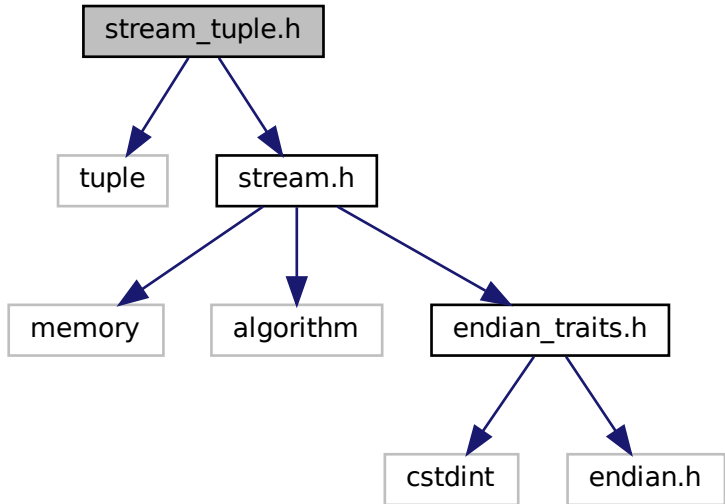 stream_tuple.h
tuple
stream.h
memory
algorithm
endian_traits.h
cstdint
endian.h